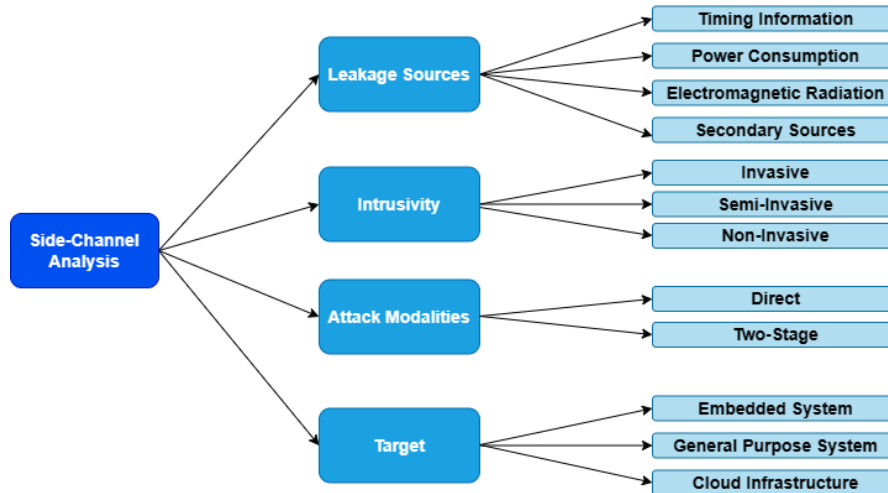 Side-Channel
Analysis
Leakage Sources
Timing Information
Power Consumption
Electromagnetic Radiation
Secondary Sources
Intrusivity
Invasive
Semi-Invasive
Non-Invasive
Attack Modalities
Direct
Two-Stage
Target
Embedded System
General Purpose System
Cloud Infrastructure